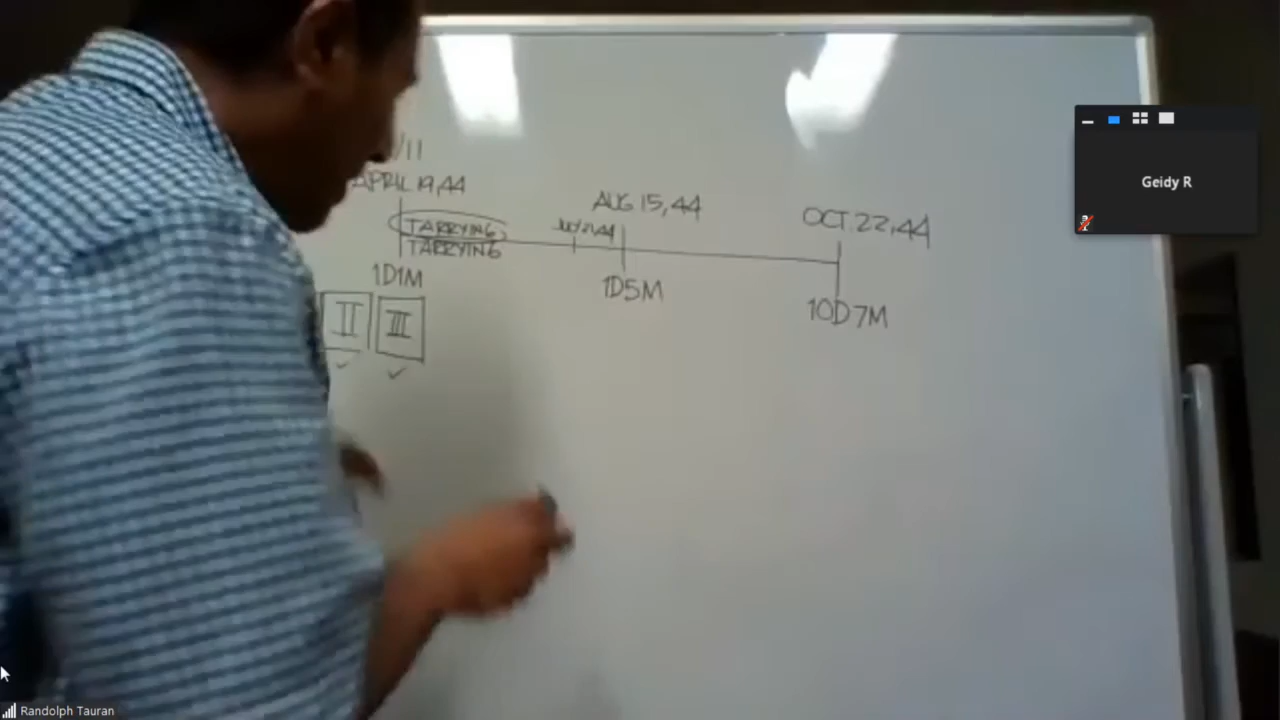 /11
APRIL 19,44
AUG 15,44
OCT 22,44
TARRYING
TARRYING
1D1M
1D5M
10D7M
II
III
Geidy R
Randolph Tauran